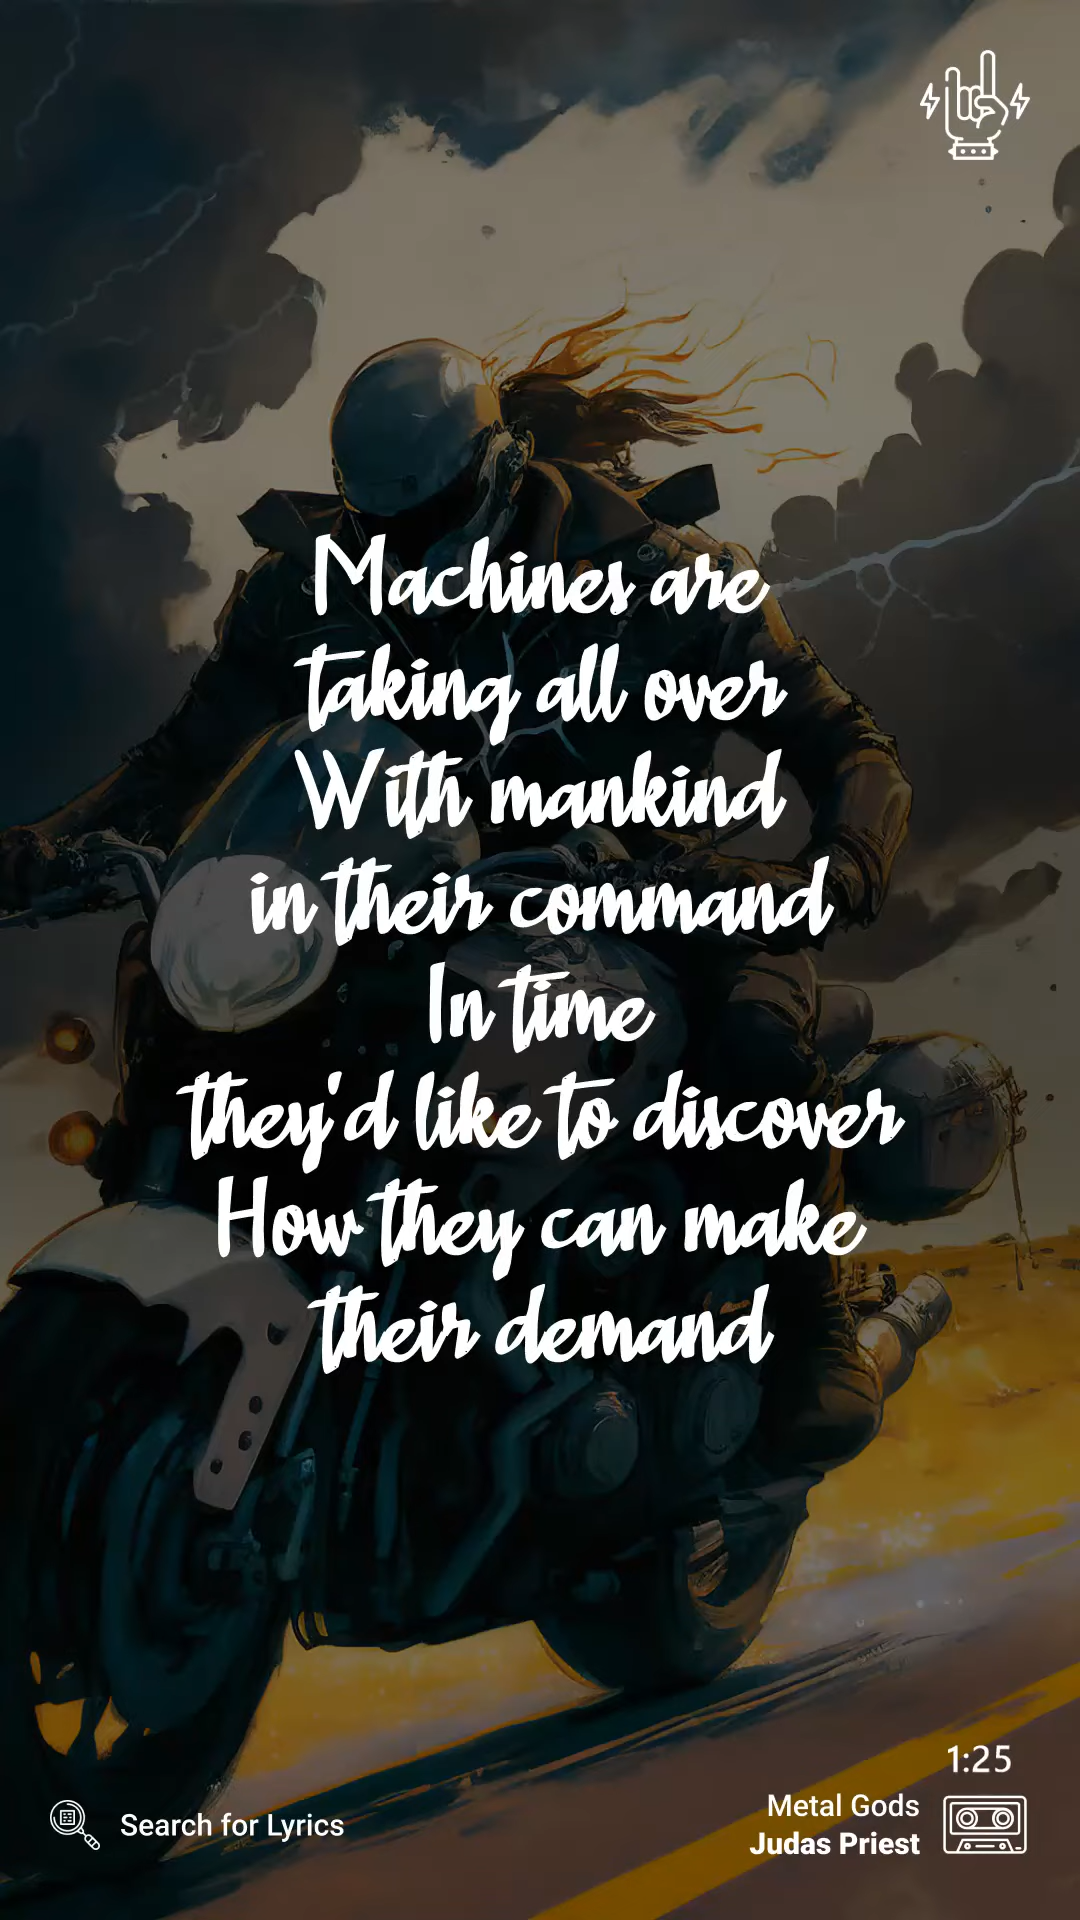 Machines are
taking all over
With mankind
in their command
In time
they'd like to discover
How they can make
their demand
1:25
Metal Gods
Judas Priest
Search for Lyrics